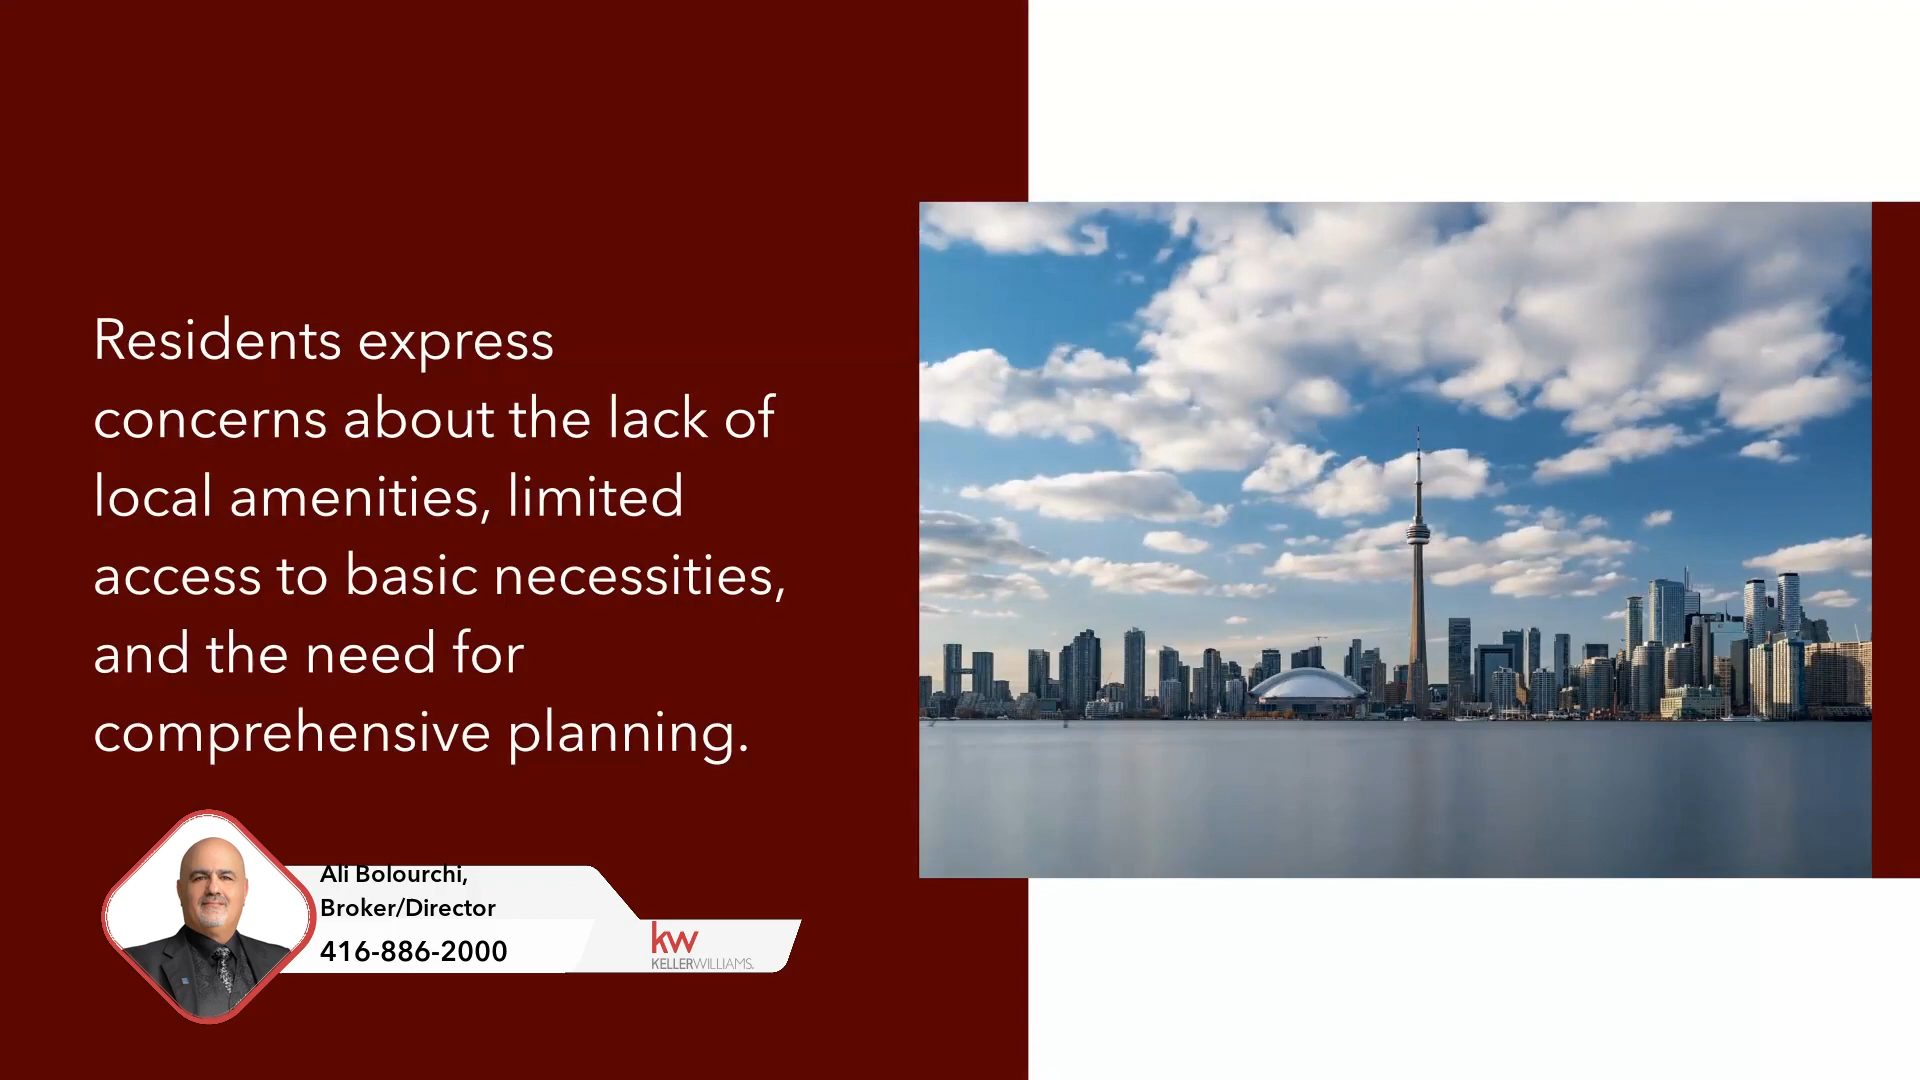 Residents express
concerns about the lack of
local amenities, limited
access to basic necessities,
and the need for
comprehensive planning.
Ali Bolourchi,
Broker/Director
416-886-2000
kw
KELLERWILLIAMS.